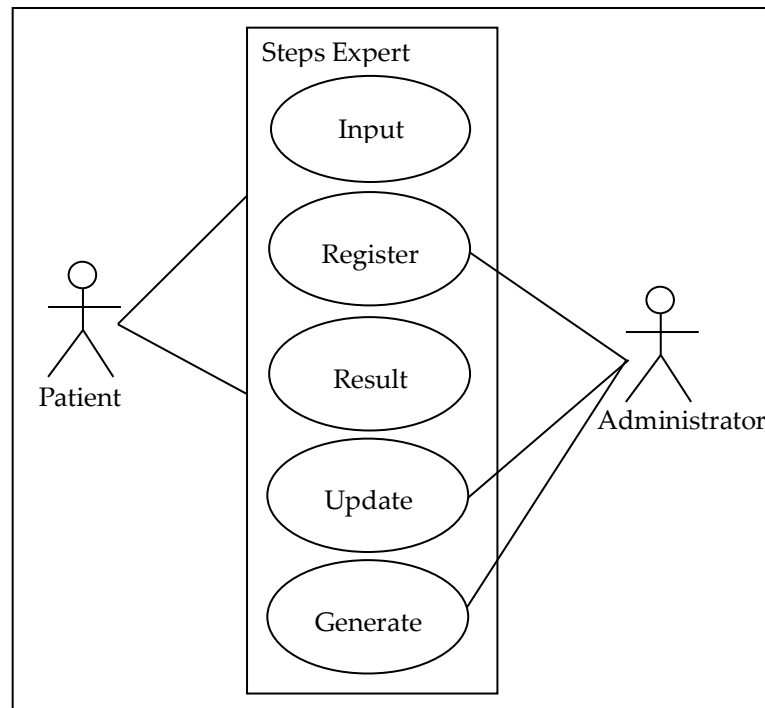 Steps Expert
Input
Register
Result
Update
Generate
Patient
Administrator